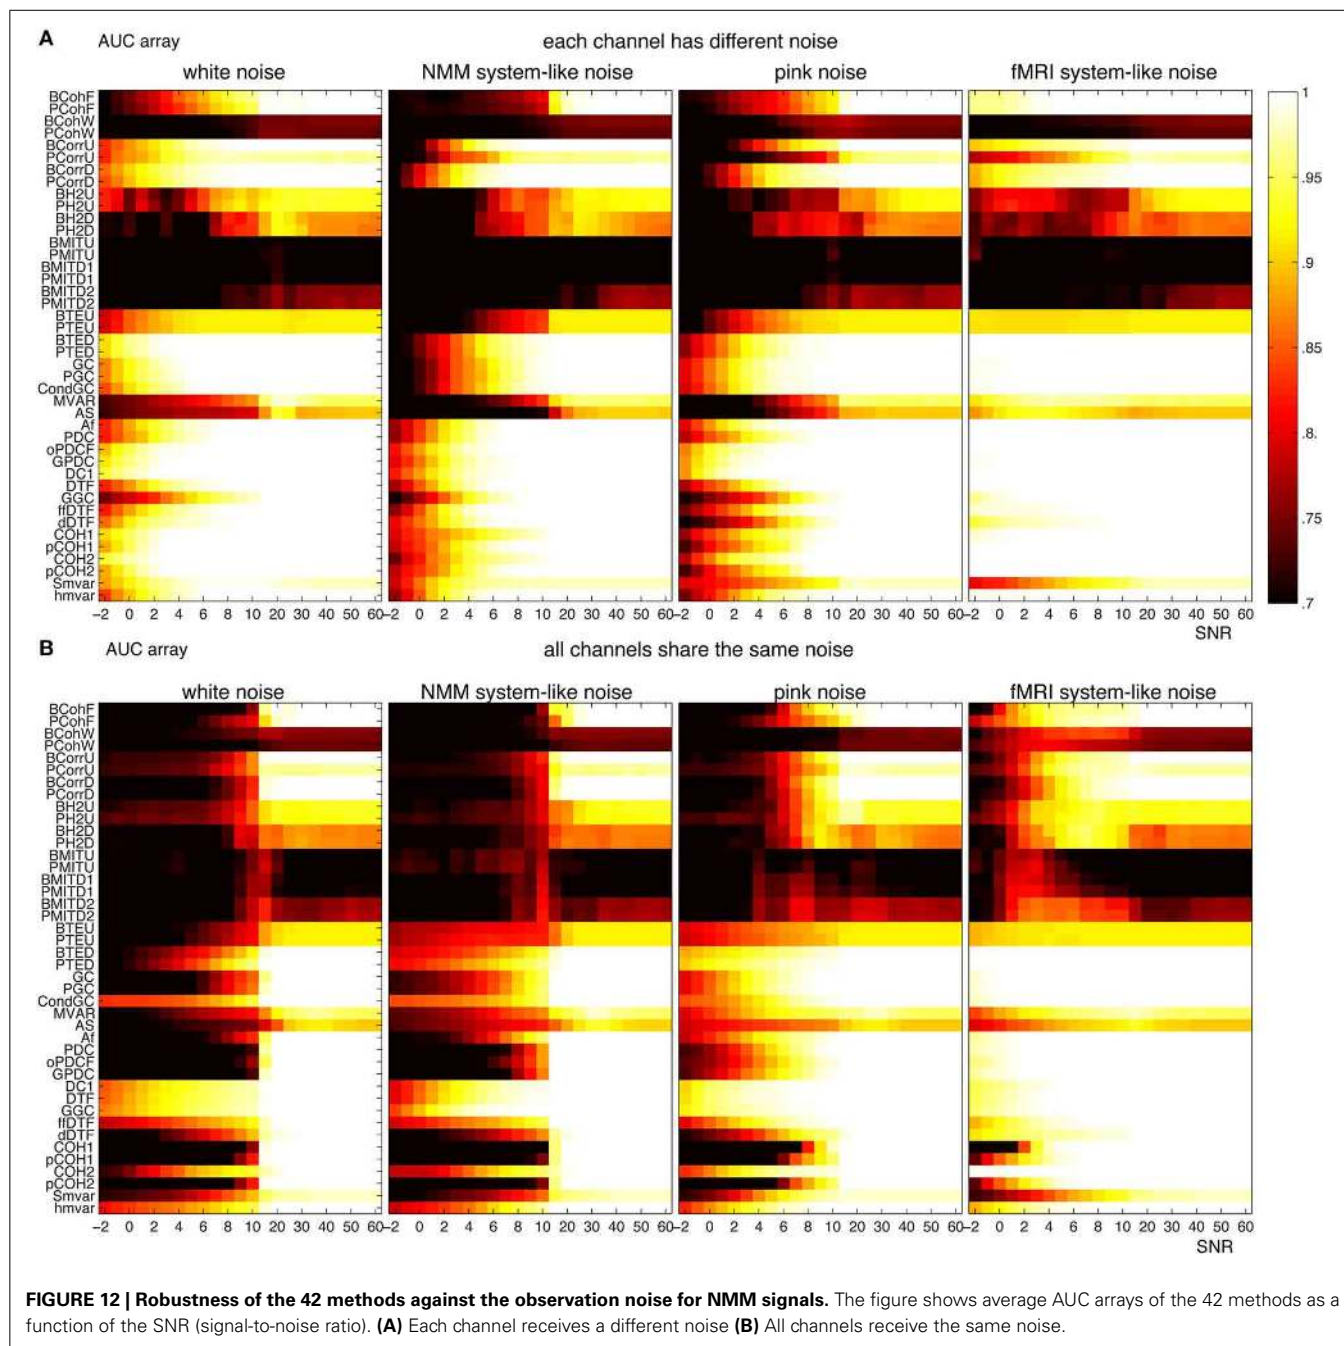 A AUC array each channel has different noise
white noise NMM system-like noise pink noise fMRI system-like noise
BCohF
PCohF
BCohW
PCohW
BCorrU
PCorrU
BCorrD
PCorrD
BH2U
PH2U
BH2D
PH2D
BMITU
PMITU
BMITD1
PMITD1
BMITD2
PMITD2
BTEU
PTEU
BTED
PTED
GC
PGC
CondGC
MVAR
AS
Af
PDC
oPDCF
GPDC
DC1
DTF
GGC
ffDTF
dDTF
COH1
pCOH1
COH2
pCOH2
Smvar
hmvar
1
.95
.9
.85
.8.
.75
.7
−2 0 2 4 6 8 10 20 30 40 50 60 −2 0 2 4 6 8 10 20 30 40 50 60 −2 0 2 4 6 8 10 20 30 40 50 60 −2 0 2 4 6 8 10 20 30 40 50 60
SNR
B AUC array all channels share the same noise
white noise NMM system-like noise pink noise fMRI system-like noise
BCohF
PCohF
BCohW
PCohW
BCorrU
PCorrU
BCorrD
PCorrD
BH2U
PH2U
BH2D
PH2D
BMITU
PMITU
BMITD1
PMITD1
BMITD2
PMITD2
BTEU
PTEU
BTED
PTED
GC
PGC
CondGC
MVAR
AS
Af
PDC
oPDCF
GPDC
DC1
DTF
GGC
ffDTF
dDTF
COH1
pCOH1
COH2
pCOH2
Smvar
hmvar
−2 0 2 4 6 8 10 20 30 40 50 60 −2 0 2 4 6 8 10 20 30 40 50 60 −2 0 2 4 6 8 10 20 30 40 50 60 −2 0 2 4 6 8 10 20 30 40 50 60
SNR
FIGURE 12 | Robustness of the 42 methods against the observation noise for NMM signals. The figure shows average AUC arrays of the 42 methods as a
function of the SNR (signal-to-noise ratio). (A) Each channel receives a different noise (B) All channels receive the same noise.